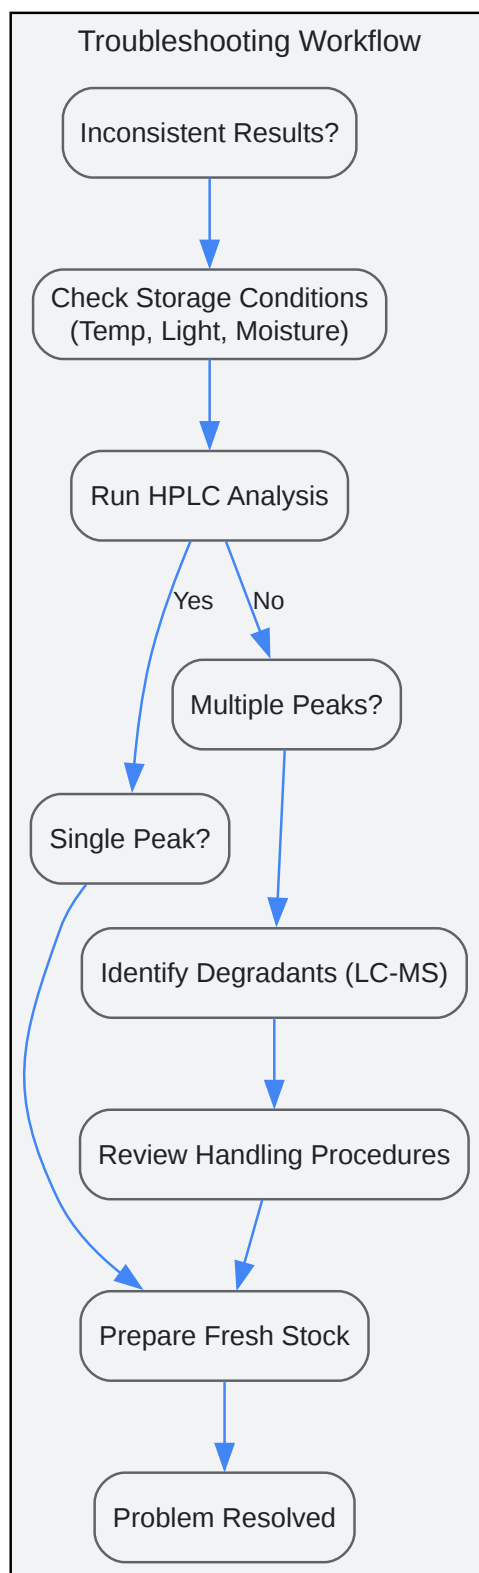 Troubleshooting Workflow
Inconsistent Results?
Check Storage Conditions
(Temp, Light, Moisture)
Run HPLC Analysis
Yes
No
Multiple Peaks?
Single Peak?
Identify Degradants (LC-MS)
Review Handling Procedures
Prepare Fresh Stock
Problem Resolved